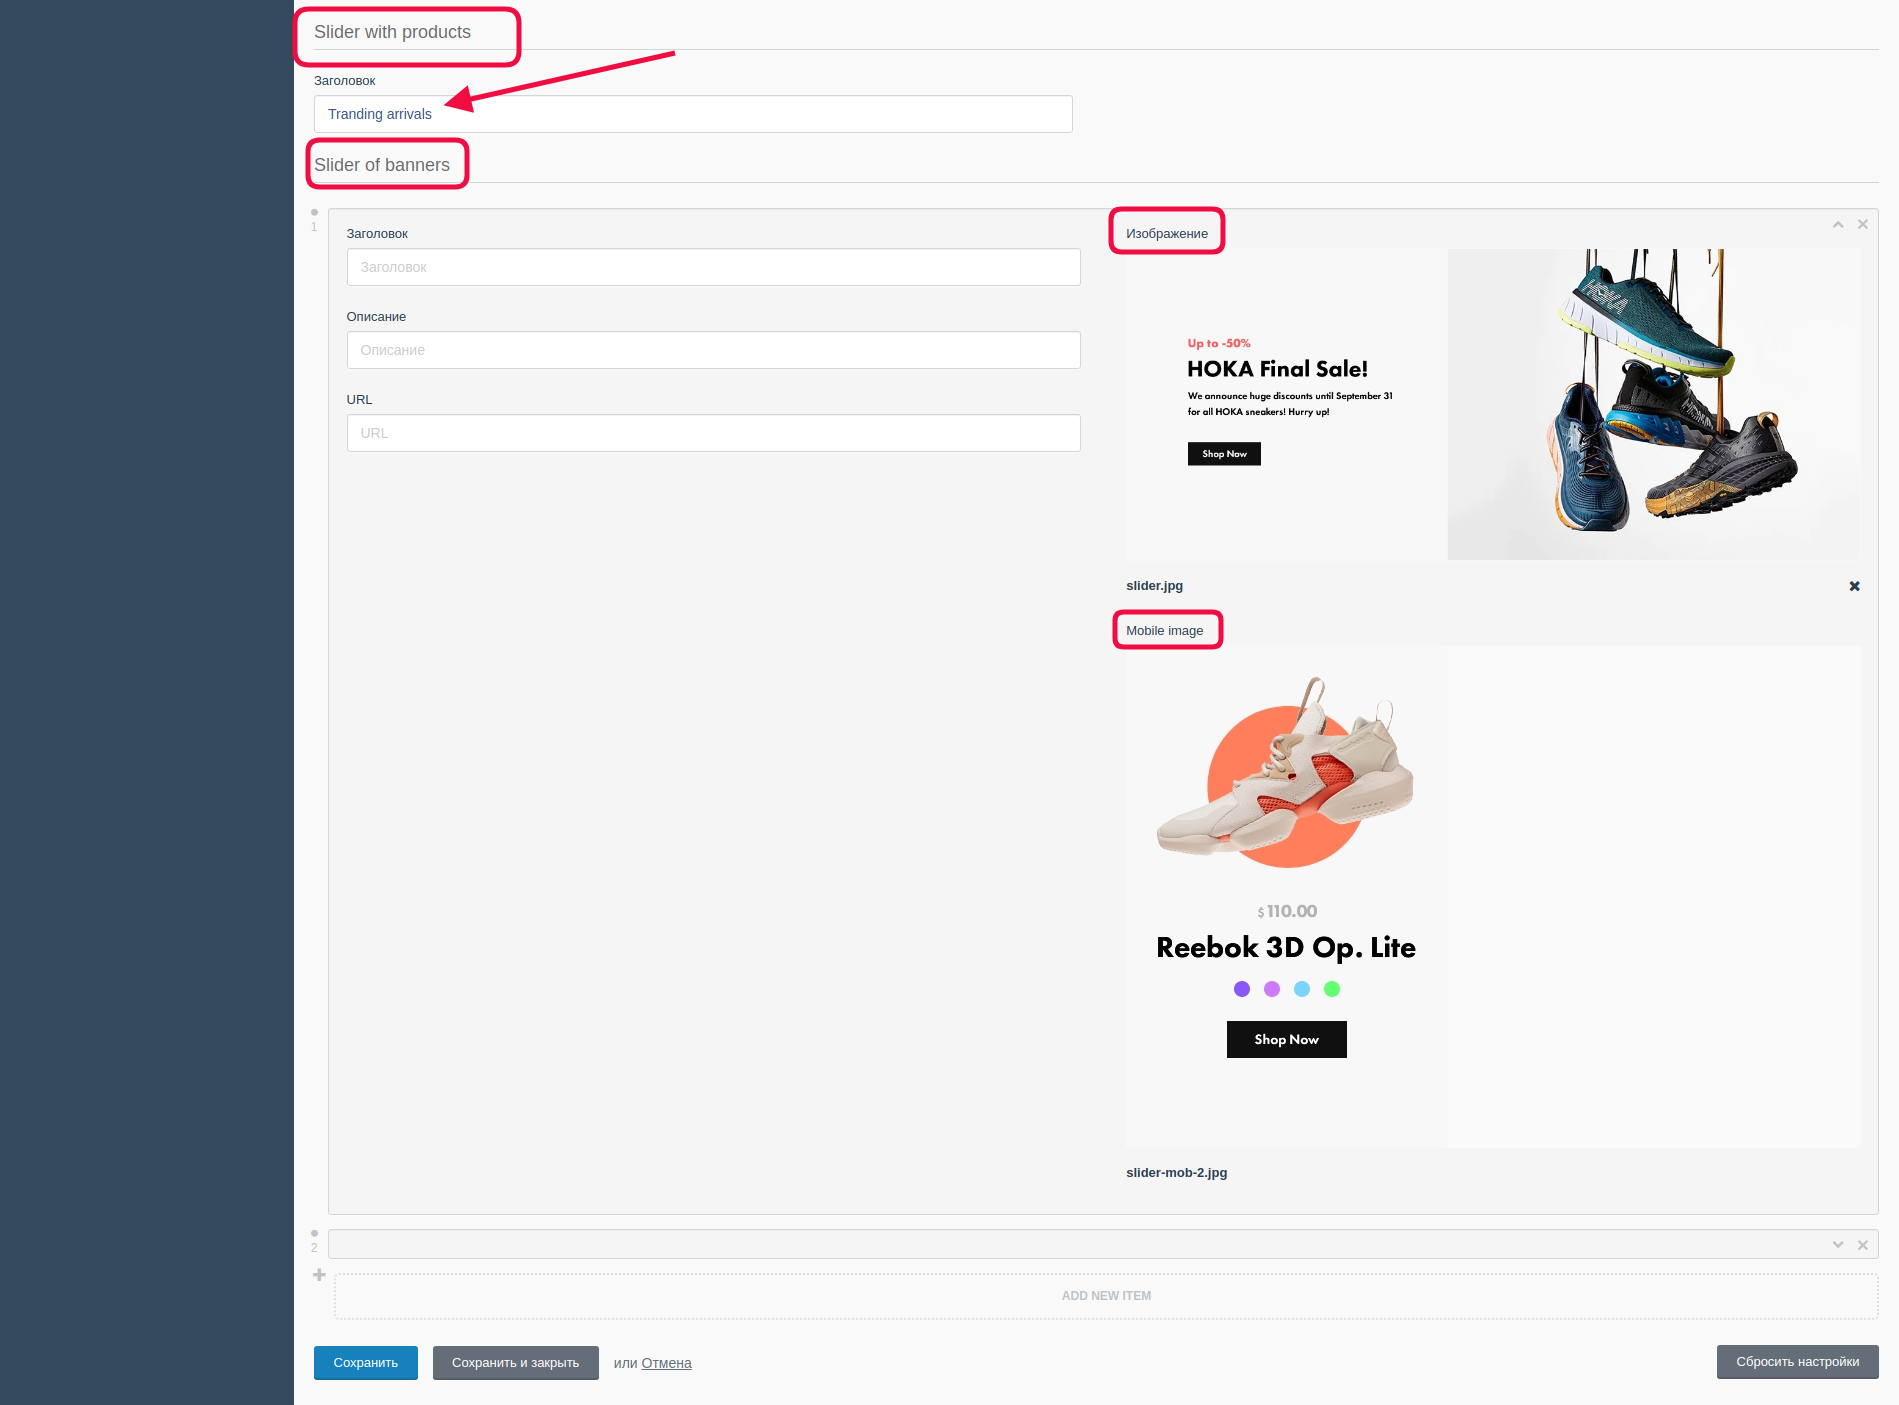 Slider with products
Заголовок
Tranding arrivals
Slider of banners
1
Заголовок
Заголовок
Описание
Описание
URL
URL
Изображение
HOKA
Up to -50%
HOKA Final Sale!
We announce huge discounts until September 31
for all HOKA sneakers! Hurry up!
Shop Now
slider.jpg
Mobile image
$ 110.00
Reebok 3D Op. Lite
Shop Now
slider-mob-2.jpg
2
ADD NEW ITEM
Сохранить
Сохранить и закрыть
или Отмена
Сбросить настройки